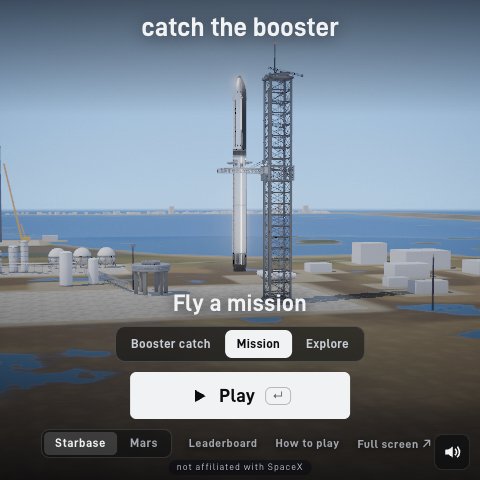 catch the booster
Fly a mission
Booster catch Mission Explore
Play
Starbase Mars Leaderboard How to play Full screen ↗
not affiliated with SpaceX